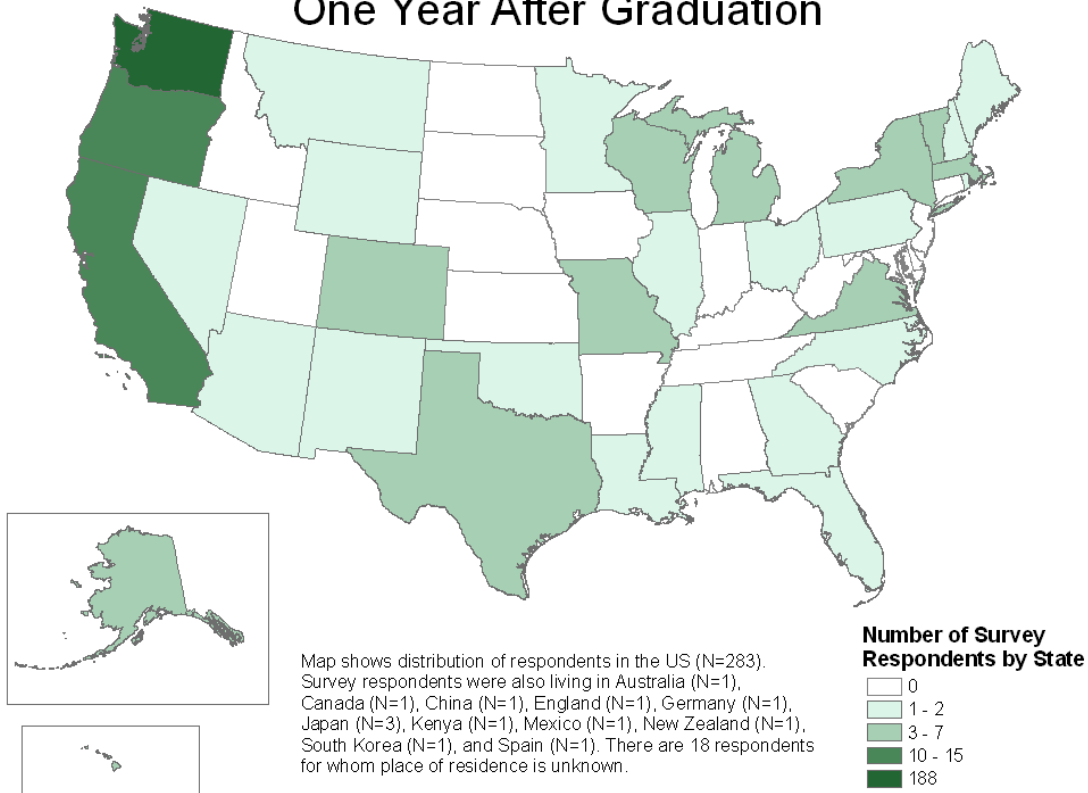 One Year After Graduation
Map shows distribution of respondents in the US (N=283).
Survey respondents were also living in Australia (N=1),
Canada (N=1), China (N=1), England (N=1), Germany (N=1),
Japan (N=3), Kenya (N=1), Mexico (N=1), New Zealand (N=1),
South Korea (N=1), and Spain (N=1). There are 18 respondents
for whom place of residence is unknown.
Number of Survey
Respondents by State
0
1 - 2
3 - 7
10 - 15
188